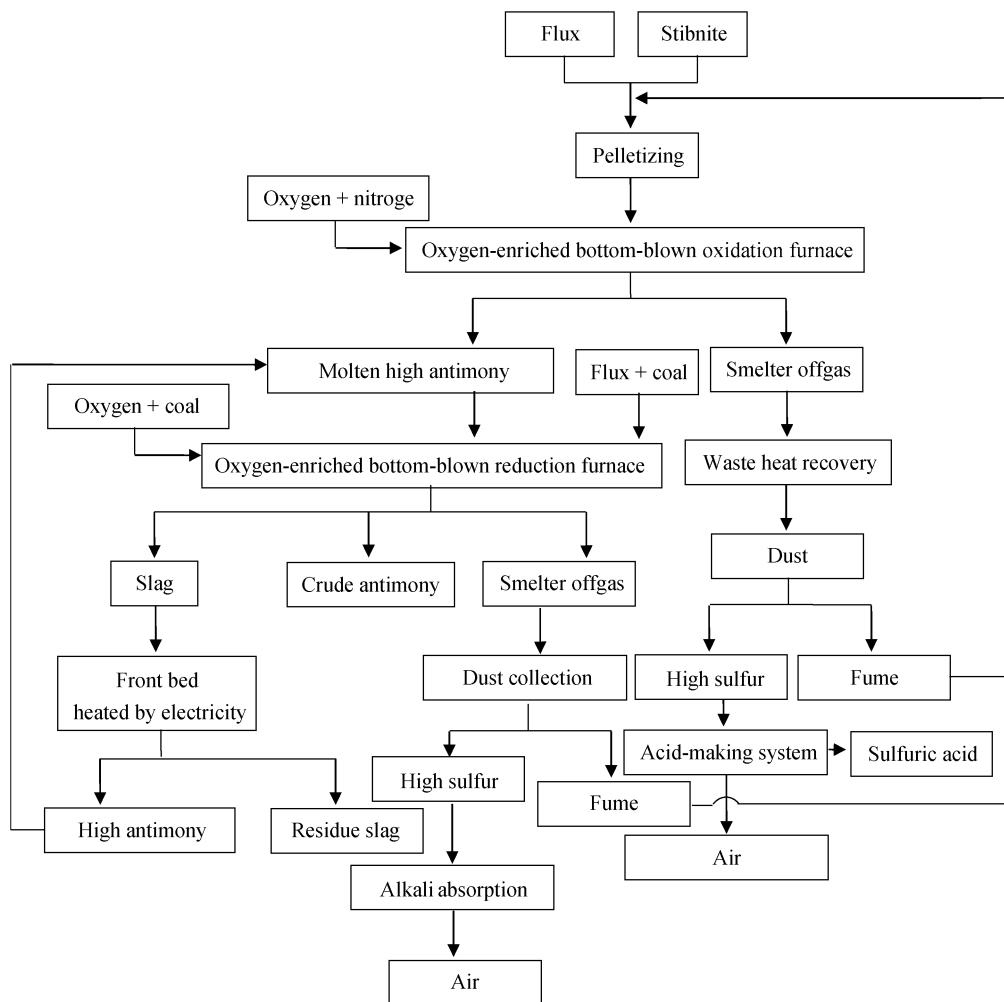 Flux
Stibnite
Pelletizing
Oxygen + nitroge
Oxygen-enriched bottom-blown oxidation furnace
Molten high antimony
Flux + coal
Smelter offgas
Oxygen + coal
Oxygen-enriched bottom-blown reduction furnace
Waste heat recovery
Dust
Slag
Crude antimony
Smelter offgas
Front bed
heated by electricity
Dust collection
High sulfur
Fume
Acid-making system
Sulfuric acid
High sulfur
Fume
High antimony
Residue slag
Air
Alkali absorption
Air